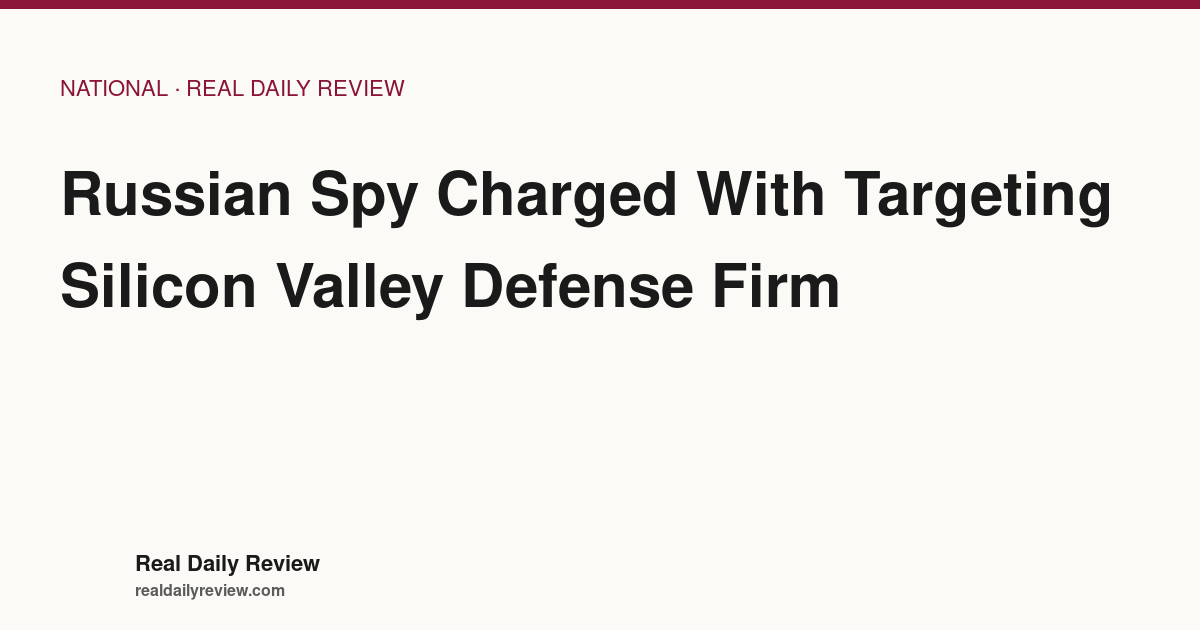 NATIONAL · REAL DAILY REVIEW
Russian Spy Charged With Targeting
Silicon Valley Defense Firm
Real Daily Review
realdailyreview.com